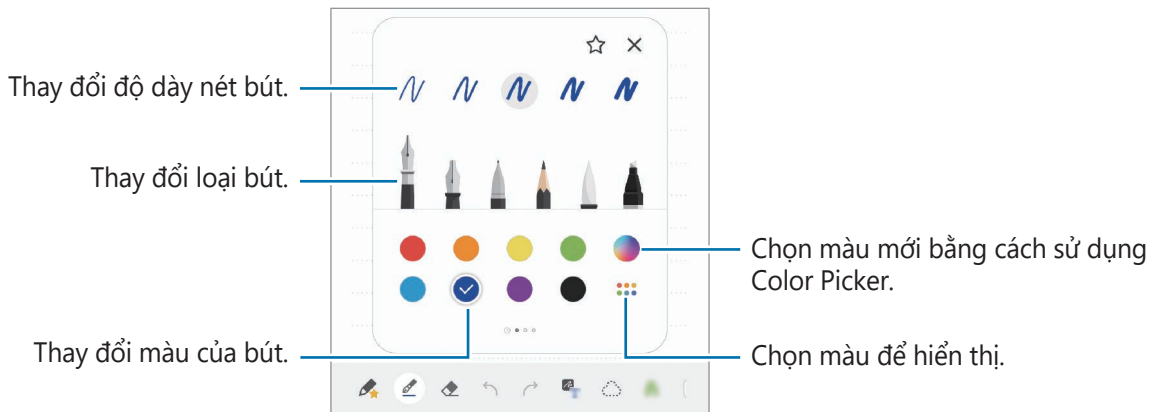 Thay đổi độ dày nét bút.
Thay đổi loại bút.
Chọn màu mới bằng cách sử dụng
Color Picker.
Thay đổi màu của bút.
Chọn màu để hiển thị.